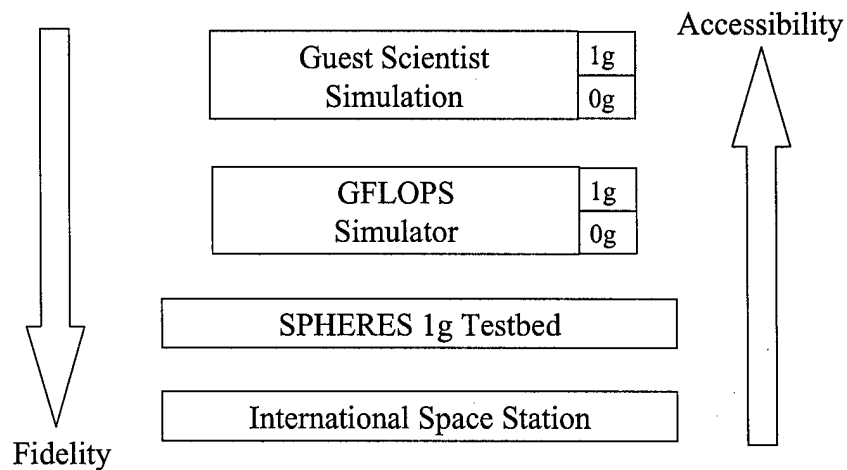 Accessibility
Guest Scientist
Simulation
1g
0g
GFLOPS
Simulator
1g
0g
SPHERES 1g Testbed
International Space Station
Fidelity